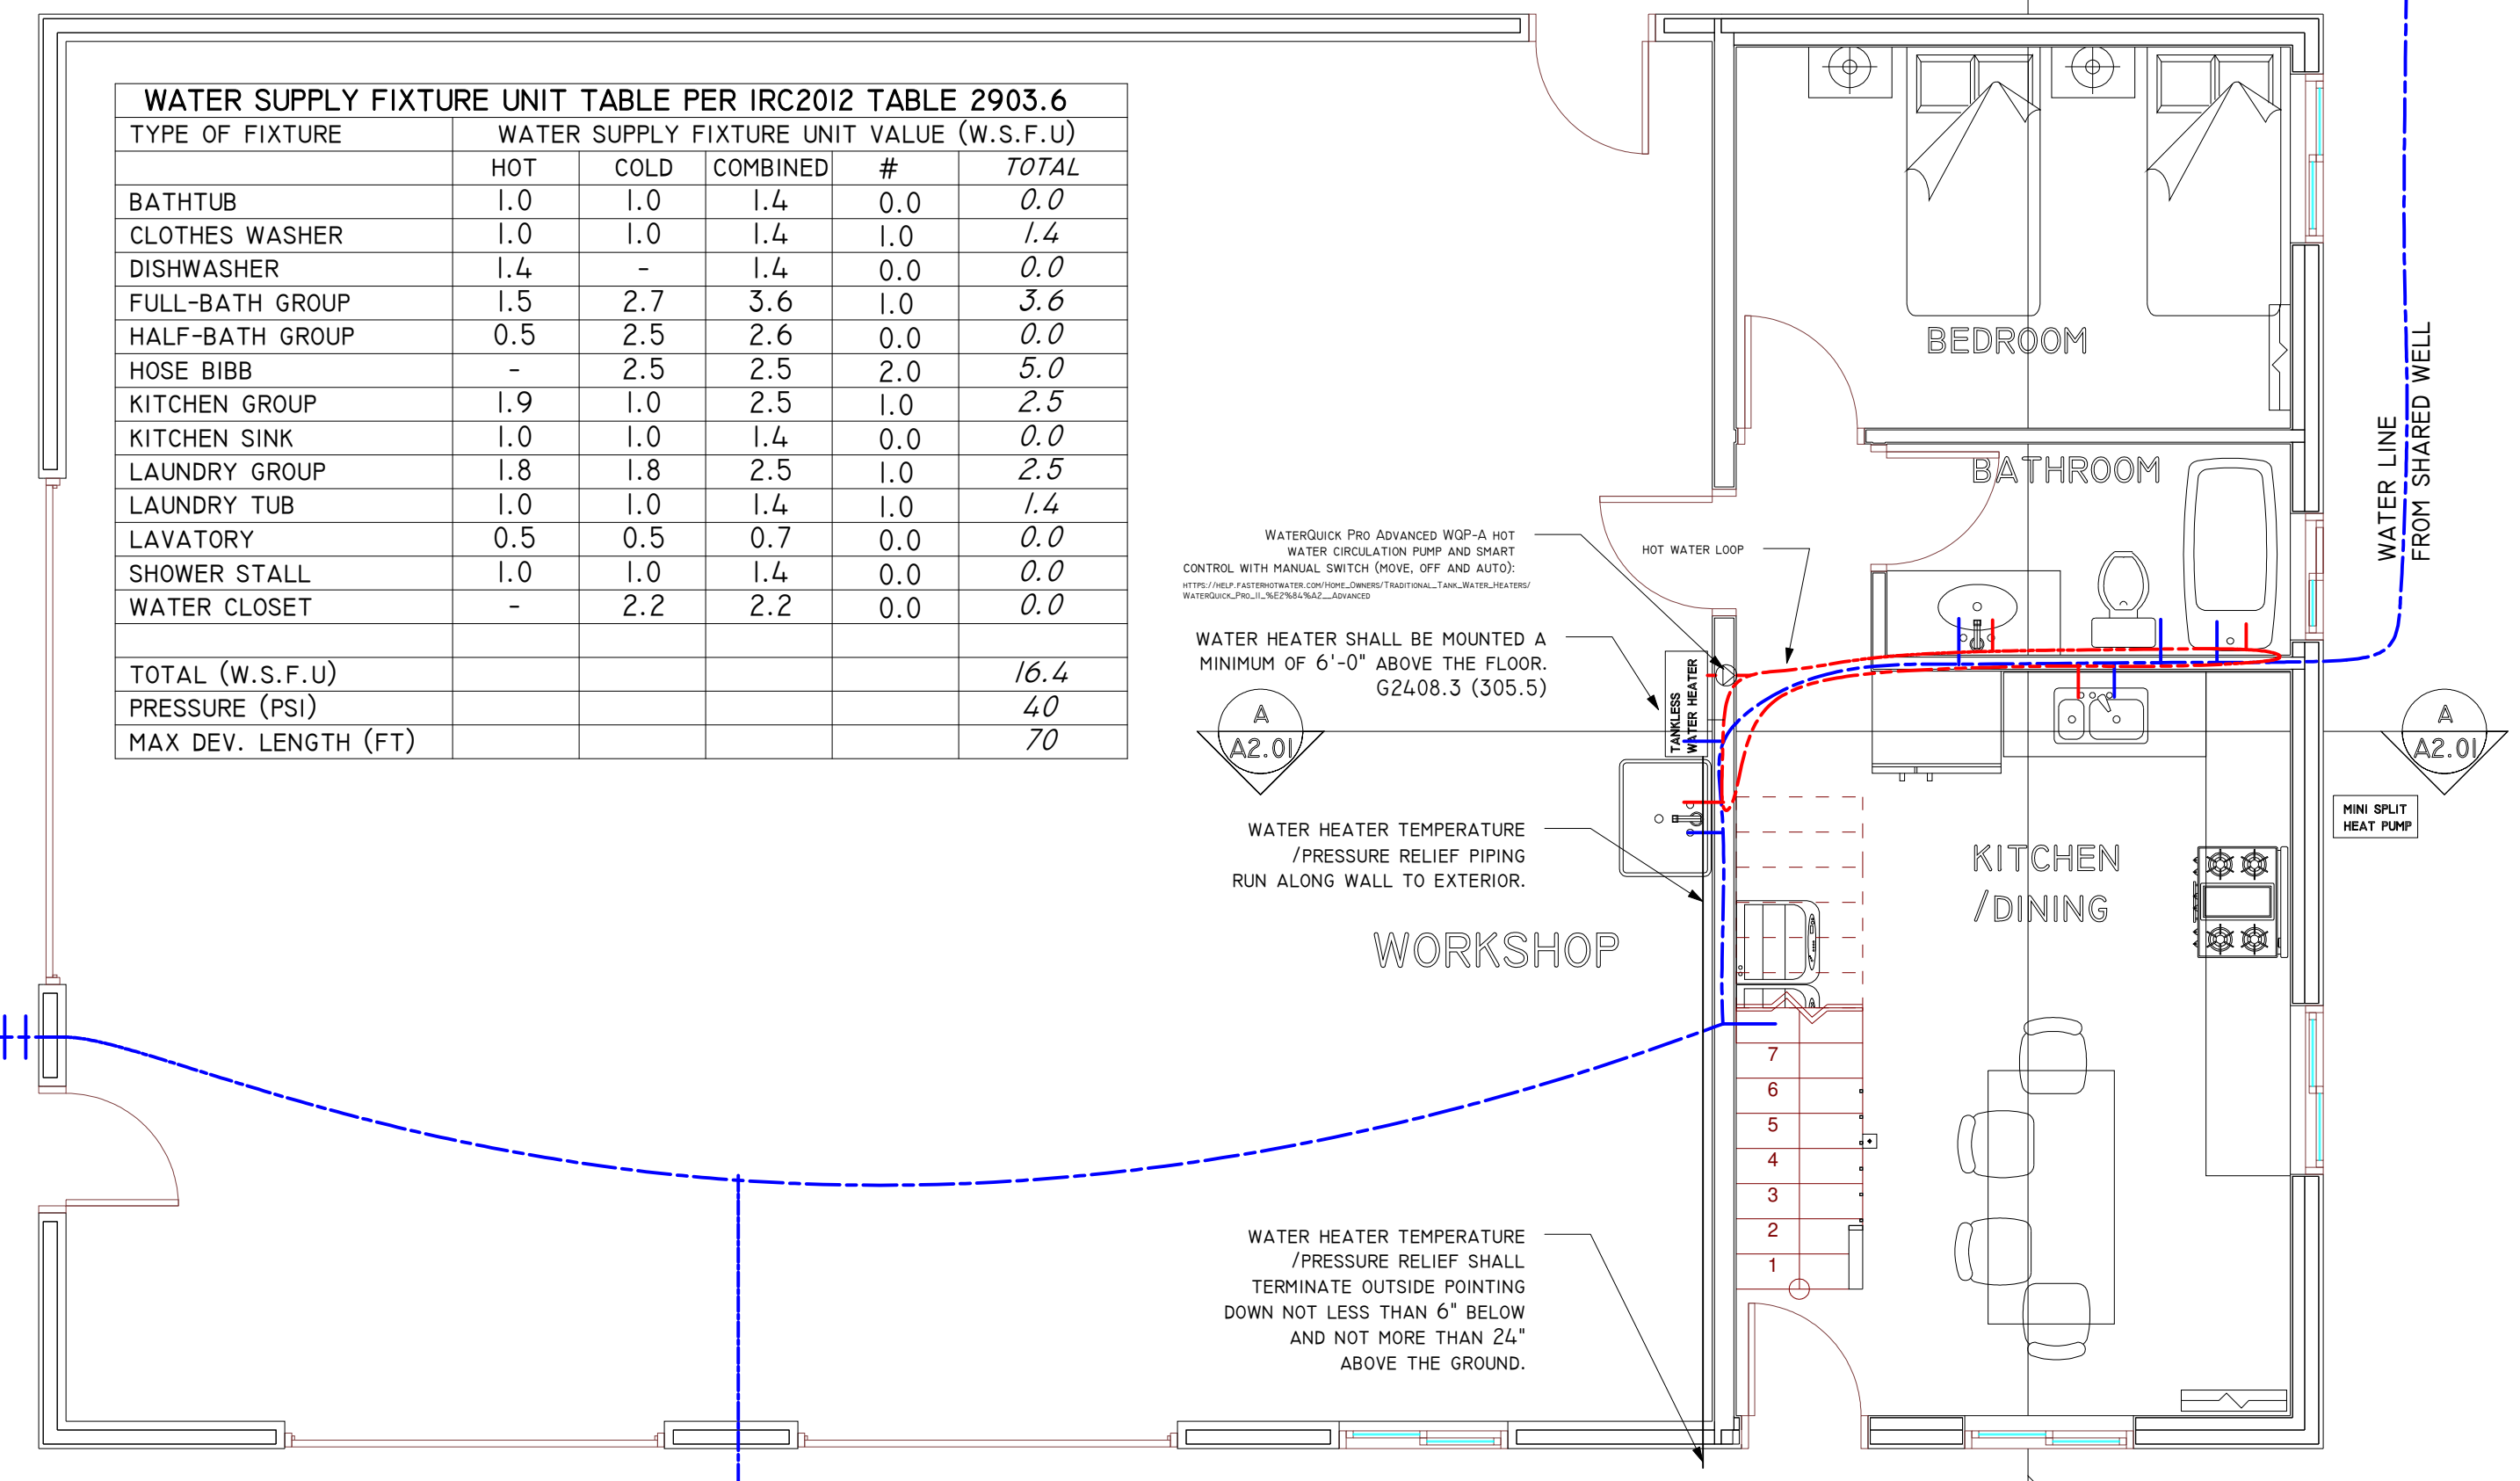 WATER SUPPLY FIXTURE UNIT TABLE PER IRC2012 TABLE 2903.6
TYPE OF FIXTURE WATER SUPPLY FIXTURE UNIT VALUE (W.S.F.U)
HOT COLD COMBINED # TOTAL
BATHTUB 1.0 1.0 1.4 0.0 0.0
CLOTHES WASHER 1.0 1.0 1.4 1.0 1.4
DISHWASHER 1.4 - 1.4 0.0 0.0
FULL-BATH GROUP 1.5 2.7 3.6 1.0 3.6
HALF-BATH GROUP 0.5 2.5 2.6 0.0 0.0
HOSE BIBB - 2.5 2.5 2.0 5.0
KITCHEN GROUP 1.9 1.0 2.5 1.0 2.5
KITCHEN SINK 1.0 1.0 1.4 0.0 0.0
LAUNDRY GROUP 1.8 1.8 2.5 1.0 2.5
LAUNDRY TUB 1.0 1.0 1.4 1.0 1.4
LAVATORY 0.5 0.5 0.7 0.0 0.0
SHOWER STALL 1.0 1.0 1.4 0.0 0.0
WATER CLOSET - 2.2 2.2 0.0 0.0
TOTAL (W.S.F.U) 16.4
PRESSURE (PSI) 40
MAX DEV. LENGTH (FT) 70
BEDROOM
BATHROOM
WATER LINE
FROM SHARED WELL
WATERQUICK PRO ADVANCED WQP-A HOT
WATER CIRCULATION PUMP AND SMART
CONTROL WITH MANUAL SWITCH (MOVE, OFF AND AUTO):
HTTPS://HELP.FASTERHOTWATER.COM/HOME_OWNERS/TRADITIONAL_TANK_WATER_HEATERS/
WATERQUICK_PRO_II_%E2%84%A2__ADVANCED
HOT WATER LOOP
WATER HEATER SHALL BE MOUNTED A
MINIMUM OF 6'-0" ABOVE THE FLOOR.
G2408.3 (305.5)
TANKLESS
WATER HEATER
A
A2.01
A
A2.01
MINI SPLIT
HEAT PUMP
WATER HEATER TEMPERATURE
/PRESSURE RELIEF PIPING
RUN ALONG WALL TO EXTERIOR.
KITCHEN
/DINING
WORKSHOP
7
6
5
4
3
2
1
WATER HEATER TEMPERATURE
/PRESSURE RELIEF SHALL
TERMINATE OUTSIDE POINTING
DOWN NOT LESS THAN 6" BELOW
AND NOT MORE THAN 24"
ABOVE THE GROUND.